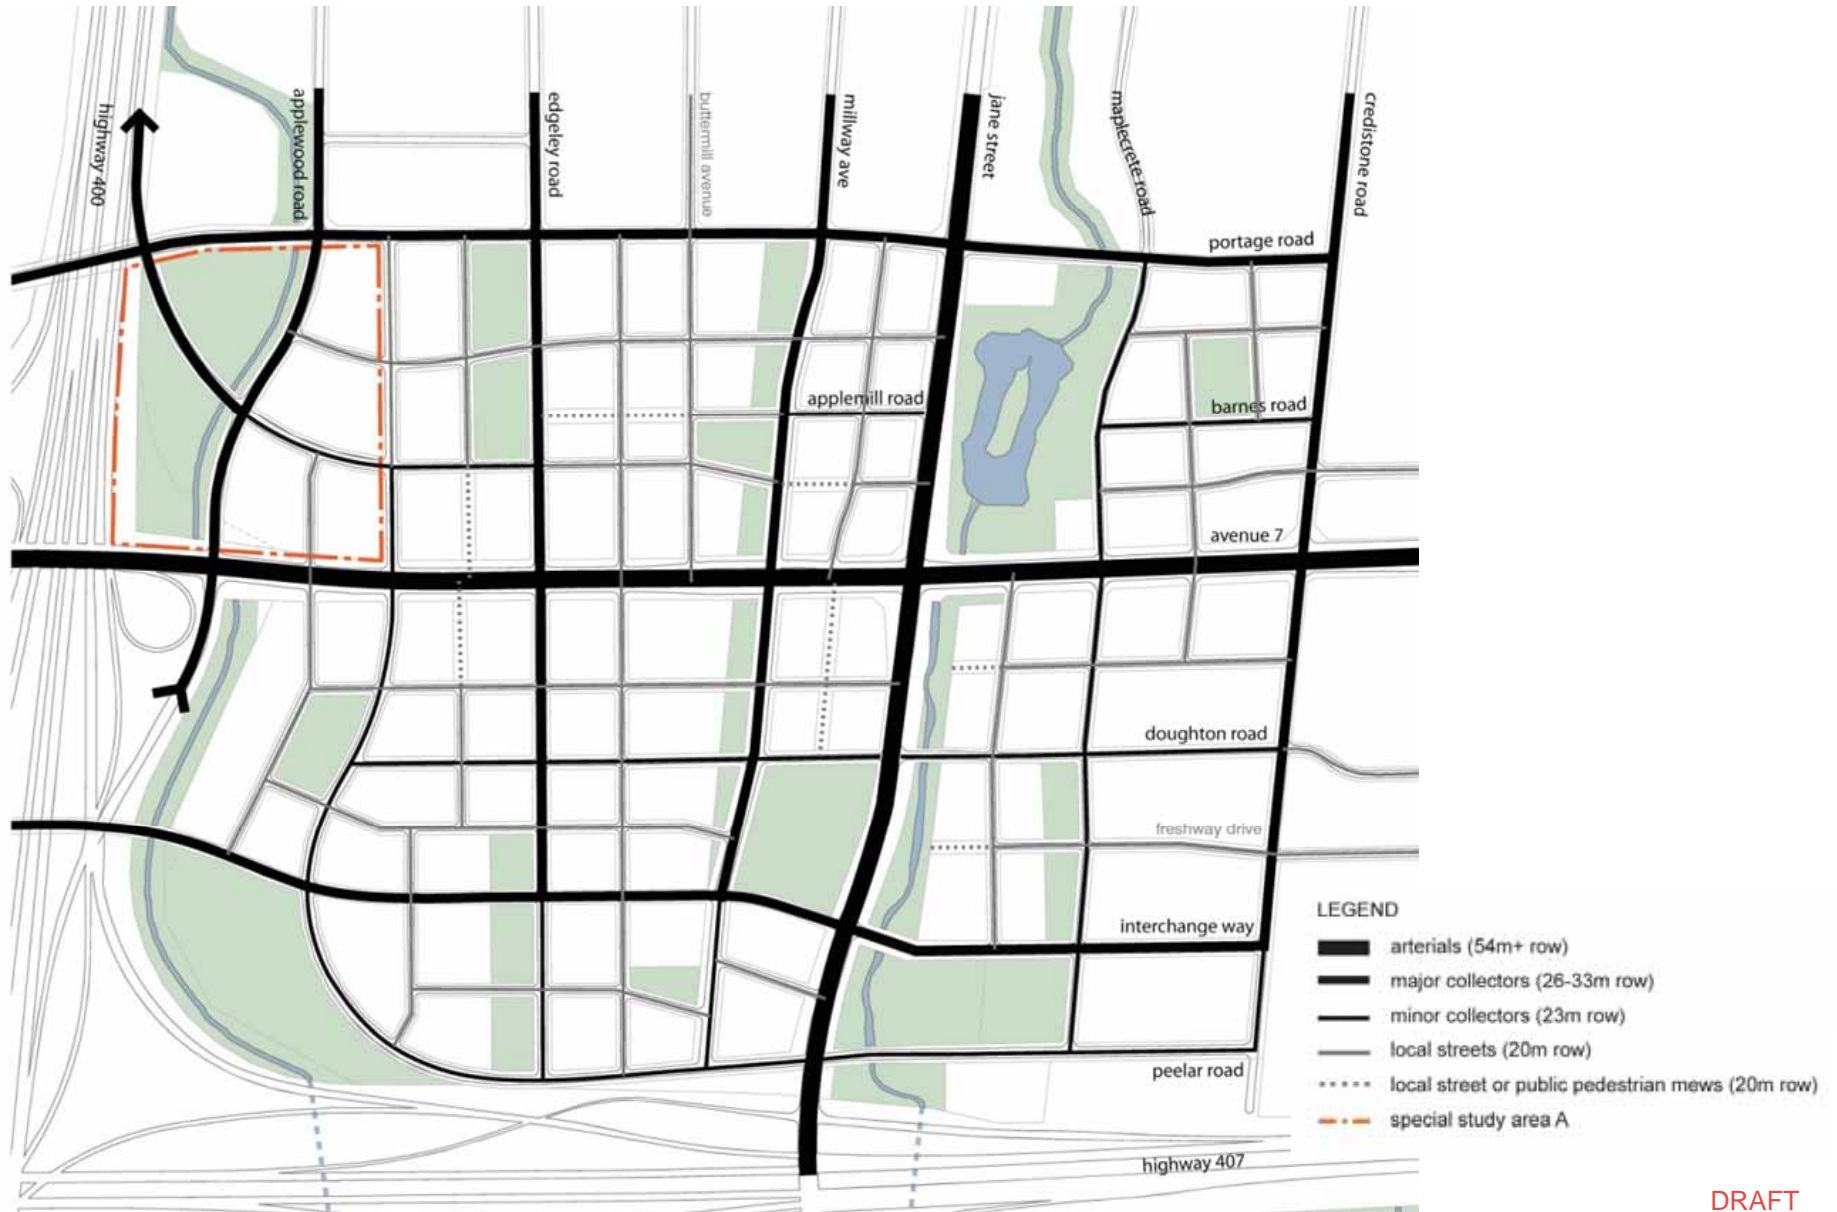 highway 400
applewood road
edgeley road
buttermill avenue
millway ave
jane street
maplecrete road
credistone road
portage road
applemill road
barnes road
avenue 7
doughton road
freshway drive
interchange way
peelar road
highway 407
LEGEND
arterials (54m+ row)
major collectors (26-33m row)
minor collectors (23m row)
local streets (20m row)
local street or public pedestrian mews (20m row)
special study area A
DRAFT